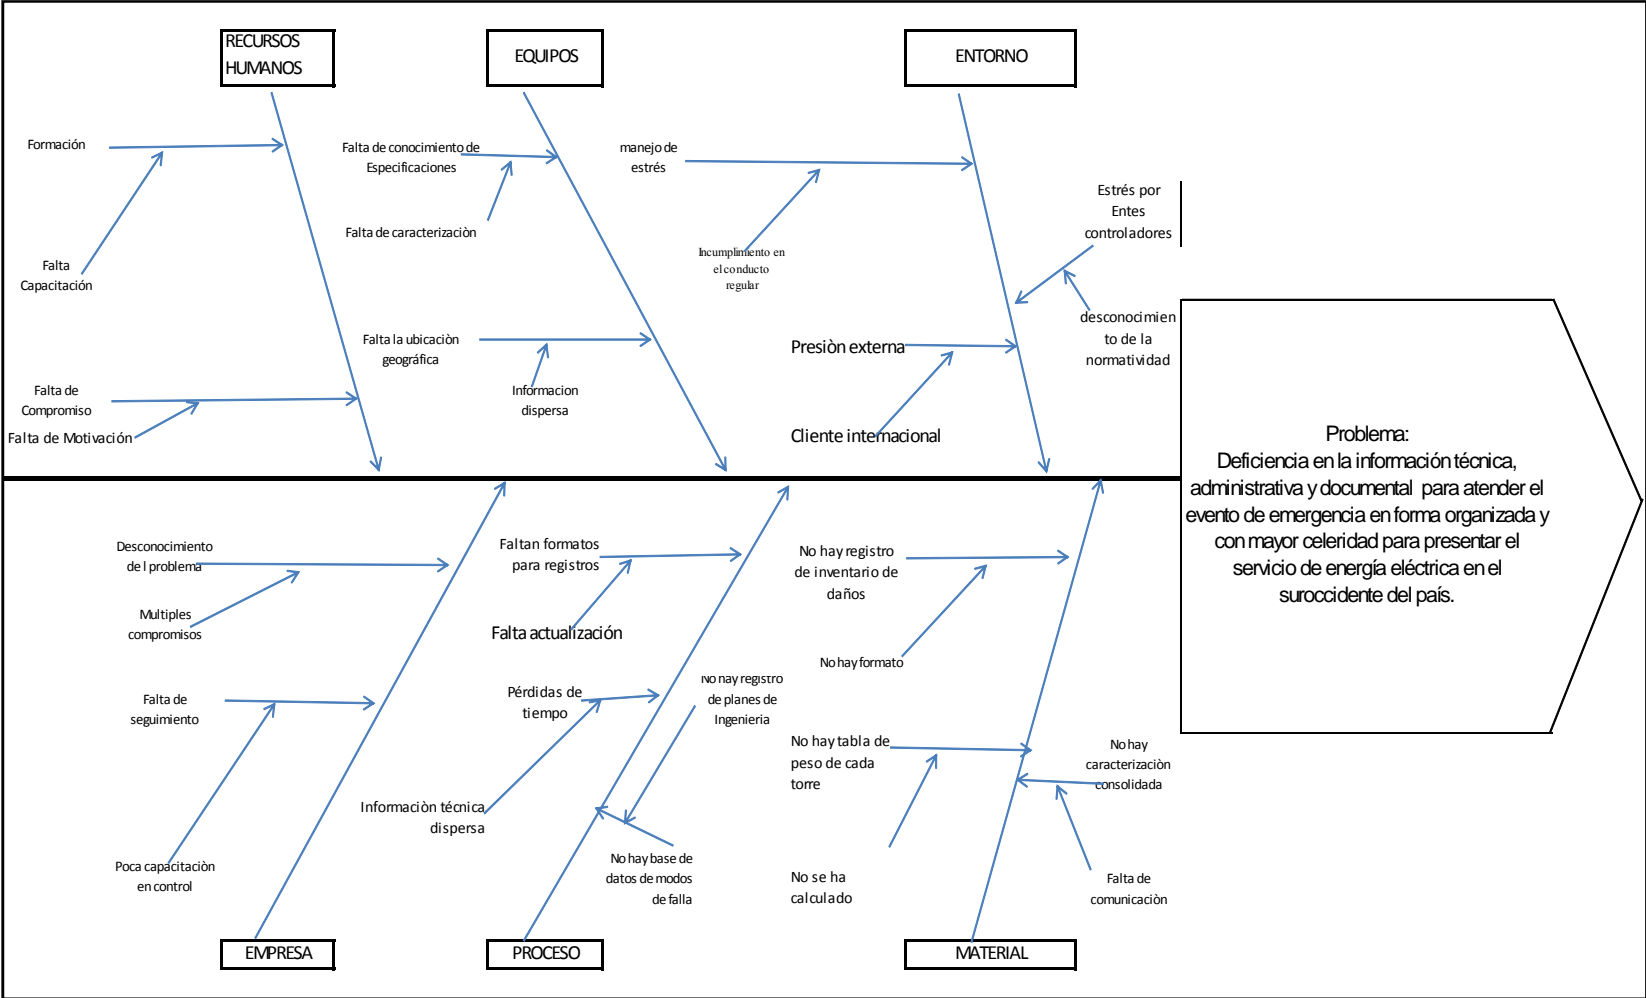 RECURSOS
HUMANOS
EQUIPOS
ENTORNO
Formación
Falta
Capacitación
Falta de
Compromiso
Falta de Motivación
Falta de conocimiento de
Especificaciones
Falta de caracterizaciòn
Falta la ubicaciòn
geográfica
Informacion
dispersa
manejo de
estrés
Incumplimiento en
el conducto
regular
Presiòn externa
Cliente internacional
Estrés por
Entes
controladores
desconocimien
to de la
normatividad
Problema:
Deficiencia en la información técnica,
administrativa y documental para atender el
evento de emergencia en forma organizada y
con mayor celeridad para presentar el
servicio de energía eléctrica en el
suroccidente del país.
Desconocimiento
de l problema
Multiples
compromisos
Falta de
seguimiento
Poca capacitaciòn
en control
Faltan formatos
para registros
Falta actualización
Pérdidas de
tiempo
Informaciòn técnica
dispersa
No hay registro
de planes de
Ingenieria
No hay base de
datos de modos
de falla
No hay registro
de inventario de
daños
No hay formato
No hay tabla de
peso de cada
torre
No se ha
calculado
No hay
caracterizaciòn
consolidada
Falta de
comunicaciòn
EMPRESA
PROCESO
MATERIAL